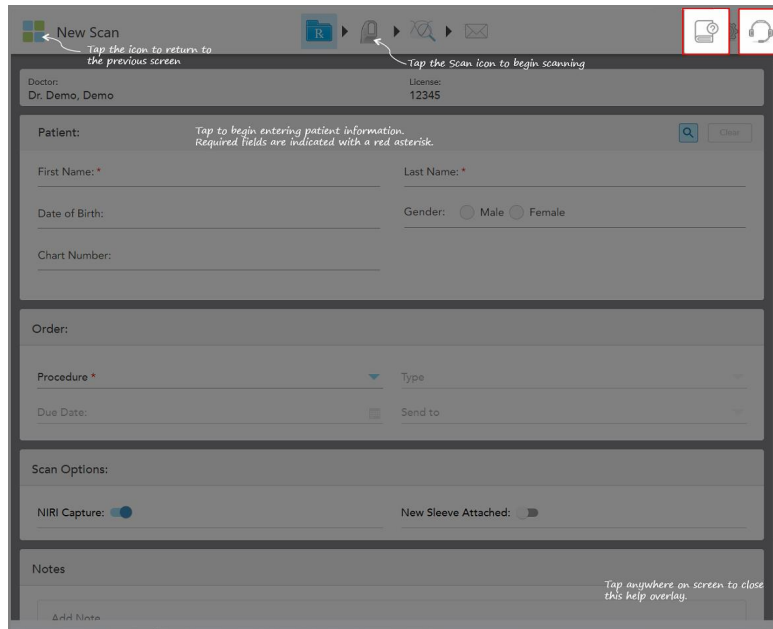 New Scan
R
Tap the icon to return to
the previous screen
Tap the Scan icon to begin scanning
Doctor:
Dr. Demo, Demo
License:
12345
Patient:
Tap to begin entering patient information.
Required fields are indicated with a red asterisk.
Clear
First Name: *
Last Name: *
Date of Birth:
Gender: Male Female
Chart Number:
Order:
Procedure *
Type
Due Date:
Send to
Scan Options:
NIRI Capture:
New Sleeve Attached:
Notes
Tap anywhere on screen to close
this help overlay.
Add Note